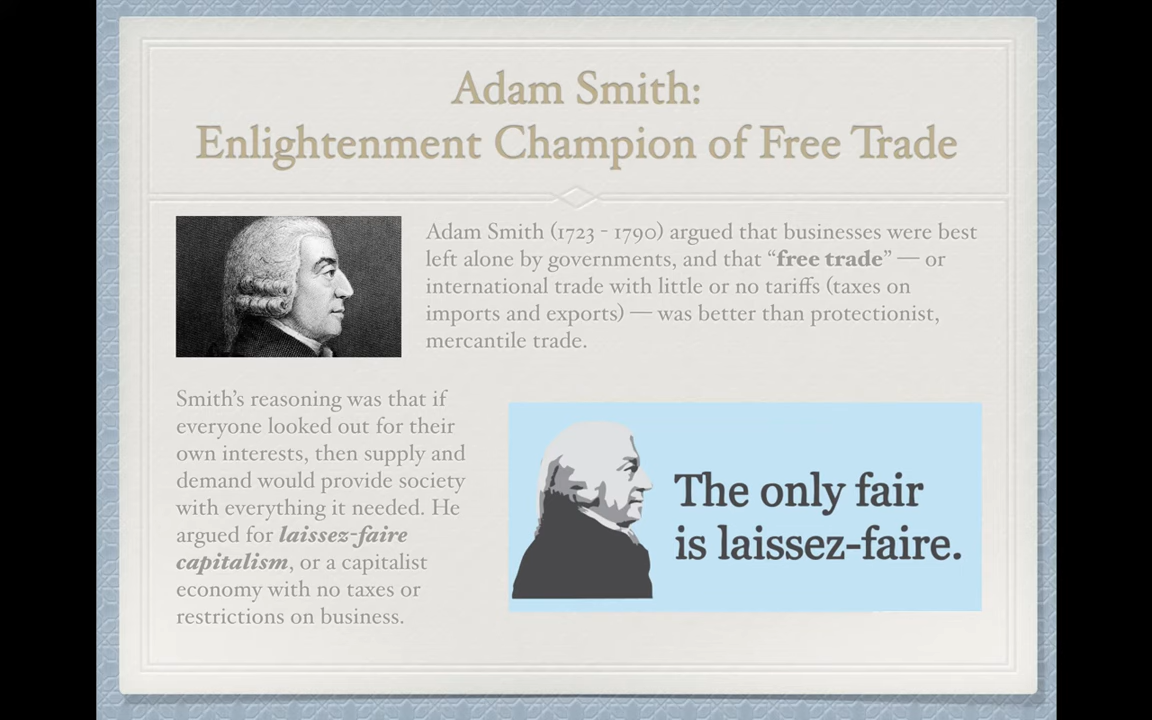 Adam Smith:
Enlightenment Champion of Free Trade
Adam Smith (1723 - 1790) argued that businesses were best
left alone by governments, and that “free trade” — or
international trade with little or no tariffs (taxes on
imports and exports) — was better than protectionist,
mercantile trade.
Smith’s reasoning was that if
everyone looked out for their
own interests, then supply and
demand would provide society
with everything it needed. He
argued for laissez-faire
capitalism, or a capitalist
economy with no taxes or
restrictions on business.
The only fair
is laissez-faire.